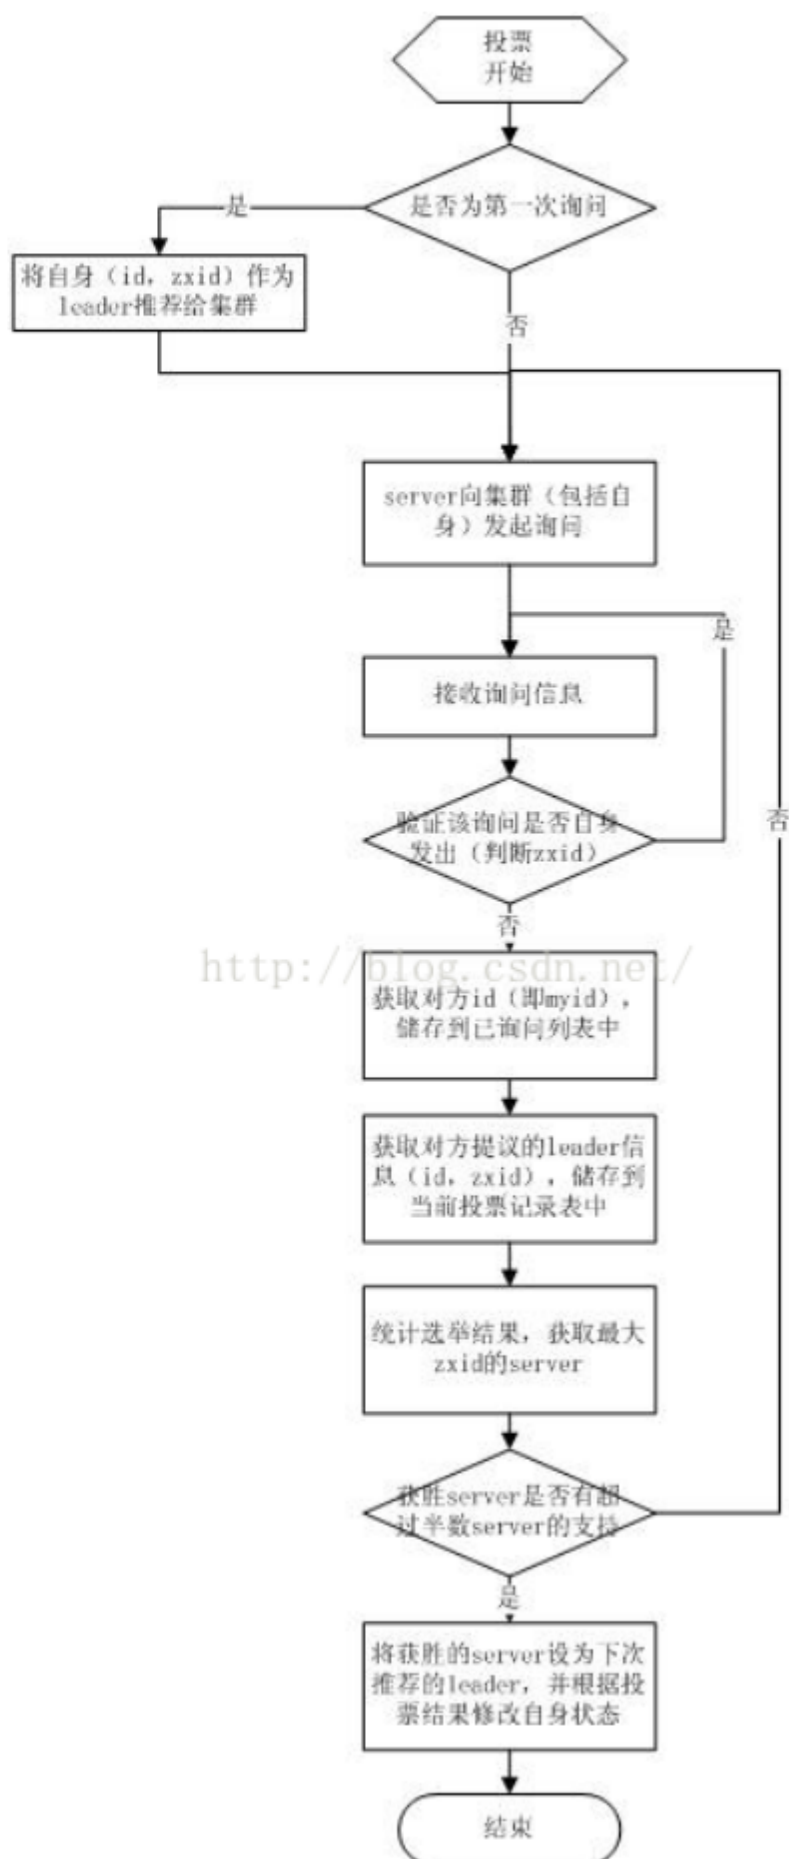 投票
开始
是否为第一次询问
是
将自身（id，zxid）作为
leader推荐给集群
否
server向集群（包括自
身）发起询问
是
接收询问信息
验证该询问是否自身
发出（判断zxid）
否
否
http://blog.csdn.net/
获取对方id（即myid），
储存到已询问列表中
获取对方提议的leader信
息（id，zxid），储存到
当前投票记录表中
统计选举结果，获取最大
zxid的server
获胜server是否有超
过半数server的支持
是
将获胜的server设为下次
推荐的leader，并根据投
票结果修改自身状态
结束